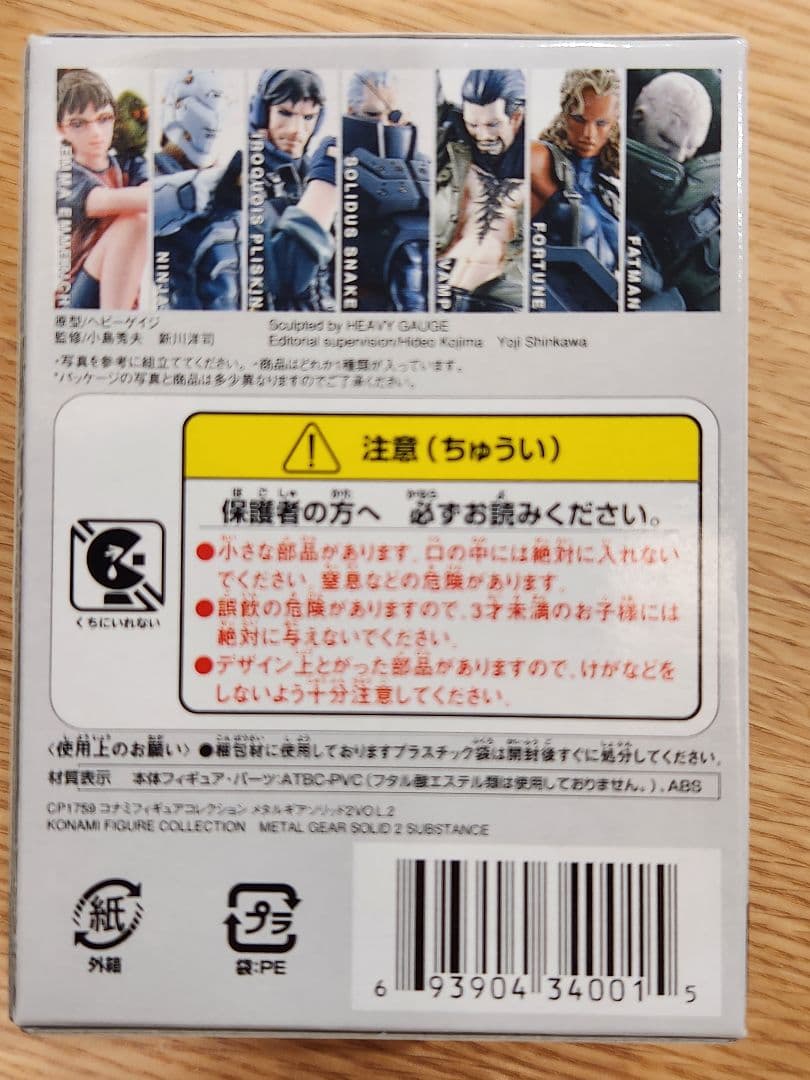 EMMA EMMERICH
NINJA
IROQUOIS PLISKIN
SOLIDUS SNAKE
VAMP
FORTUNE
FATMAN
原型/ヘビーゲイジ
Sculpted by HEAVY GAUGE
監修/小島秀夫 新川洋司
Editorial supervision/Hideo Kojima Yoji Shinkawa
・写真を参考に組立ててください。・商品はどれか1種類が入っています。
*パッケージの写真と商品は多少異なりますのでご了承ください。
注意(ちゅうい)
ほごしゃ かた かなら よ
保護者の方へ 必ずお読みください。
●小さな部品があります。口の中には絶対に入れない
でください。窒息などの危険があります。
●誤飲の危険がありますので、3才未満のお子様には
絶対に与えないでください。
●デザイン上とがった部品がありますので、けがなどを
しないよう十分注意してください。
くちにいれない
〈使用上のお願い〉 ●梱包材に使用しておりますプラスチック袋は開封後すぐに処分してください。
材質表示 本体フィギュア・パーツ:ATBC-PVC(フタル酸エステル類は使用しておりません。)、ABS
CP1759 コナミフィギュアコレクション メタルギアソリッド2VOL.2
KONAMI FIGURE COLLECTION METAL GEAR SOLID 2 SUBSTANCE
紙
外箱
プラ
袋:PE
6 93904 34001 5